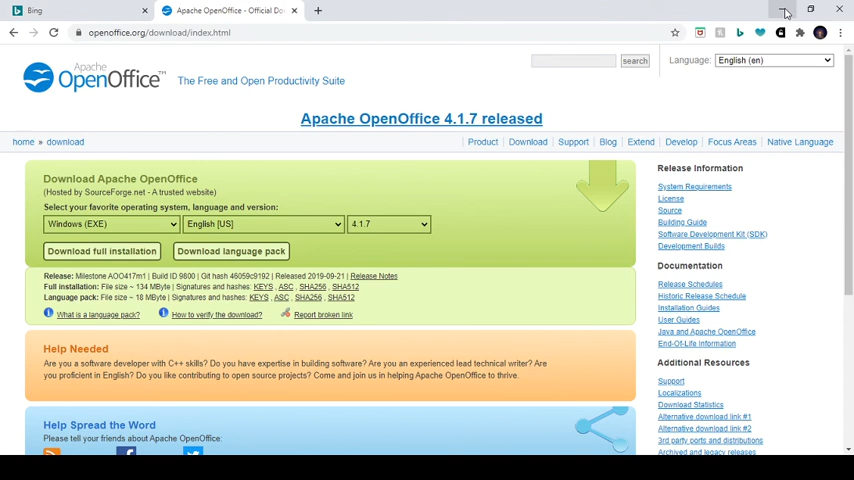 Bing
Apache OpenOffice - Official Do
openoffice.org/download/index.html
Apache
OpenOffice™
The Free and Open Productivity Suite
search
Language: English (en)
Apache OpenOffice 4.1.7 released
home » download
Product Download Support Blog Extend Develop Focus Areas Native Language
Download Apache OpenOffice
(Hosted by SourceForge.net - A trusted website)
Select your favorite operating system, language and version:
Windows (EXE) English [US] 4.1.7
Download full installation Download language pack
Release: Milestone AOO417m1 | Build ID 9800 | Git hash 46059c9192 | Released 2019-09-21 | Release Notes
Full installation: File size ~ 134 MByte | Signatures and hashes: KEYS , ASC , SHA256 , SHA512
Language pack: File size ~ 18 MByte | Signatures and hashes: KEYS , ASC , SHA256 , SHA512
What is a language pack? How to verify the download? Report broken link
Help Needed
Are you a software developer with C++ skills? Do you have expertise in building software? Are you an experienced lead technical writer? Are
you proficient in English? Do you like contributing to open source projects? Come and join us in helping Apache OpenOffice to thrive.
Help Spread the Word
Please tell your friends about Apache OpenOffice:
Release Information
System Requirements
License
Source
Building Guide
Software Development Kit (SDK)
Development Builds
Documentation
Release Schedules
Historic Release Schedule
Installation Guides
User Guides
Java and Apache OpenOffice
End-Of-Life Information
Additional Resources
Support
Localizations
Download Statistics
Alternative download link #1
Alternative download link #2
3rd party ports and distributions
Archived and legacy releases